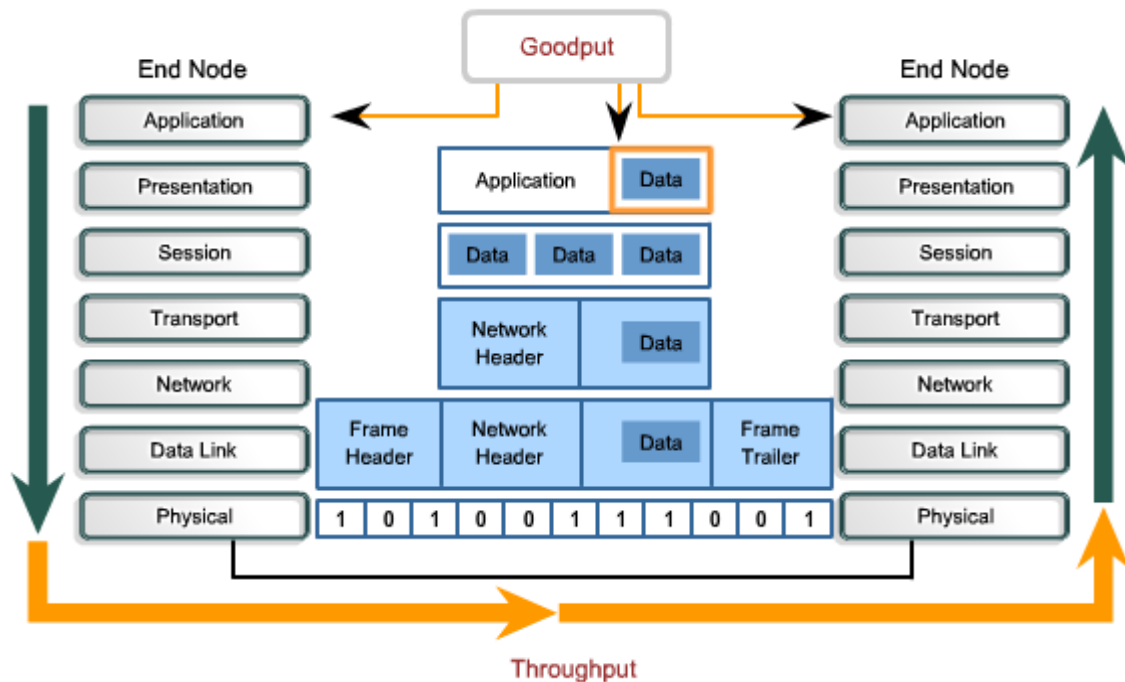 Goodput
End Node
End Node
Application
Application
Application
Data
Presentation
Presentation
Session
Data
Data
Data
Session
Transport
Network
Header
Data
Transport
Network
Network
Frame
Header
Network
Header
Data
Frame
Trailer
Data Link
Data Link
Physical
1 0 1 0 0 1 1 1 0 0 1
Physical
Throughput